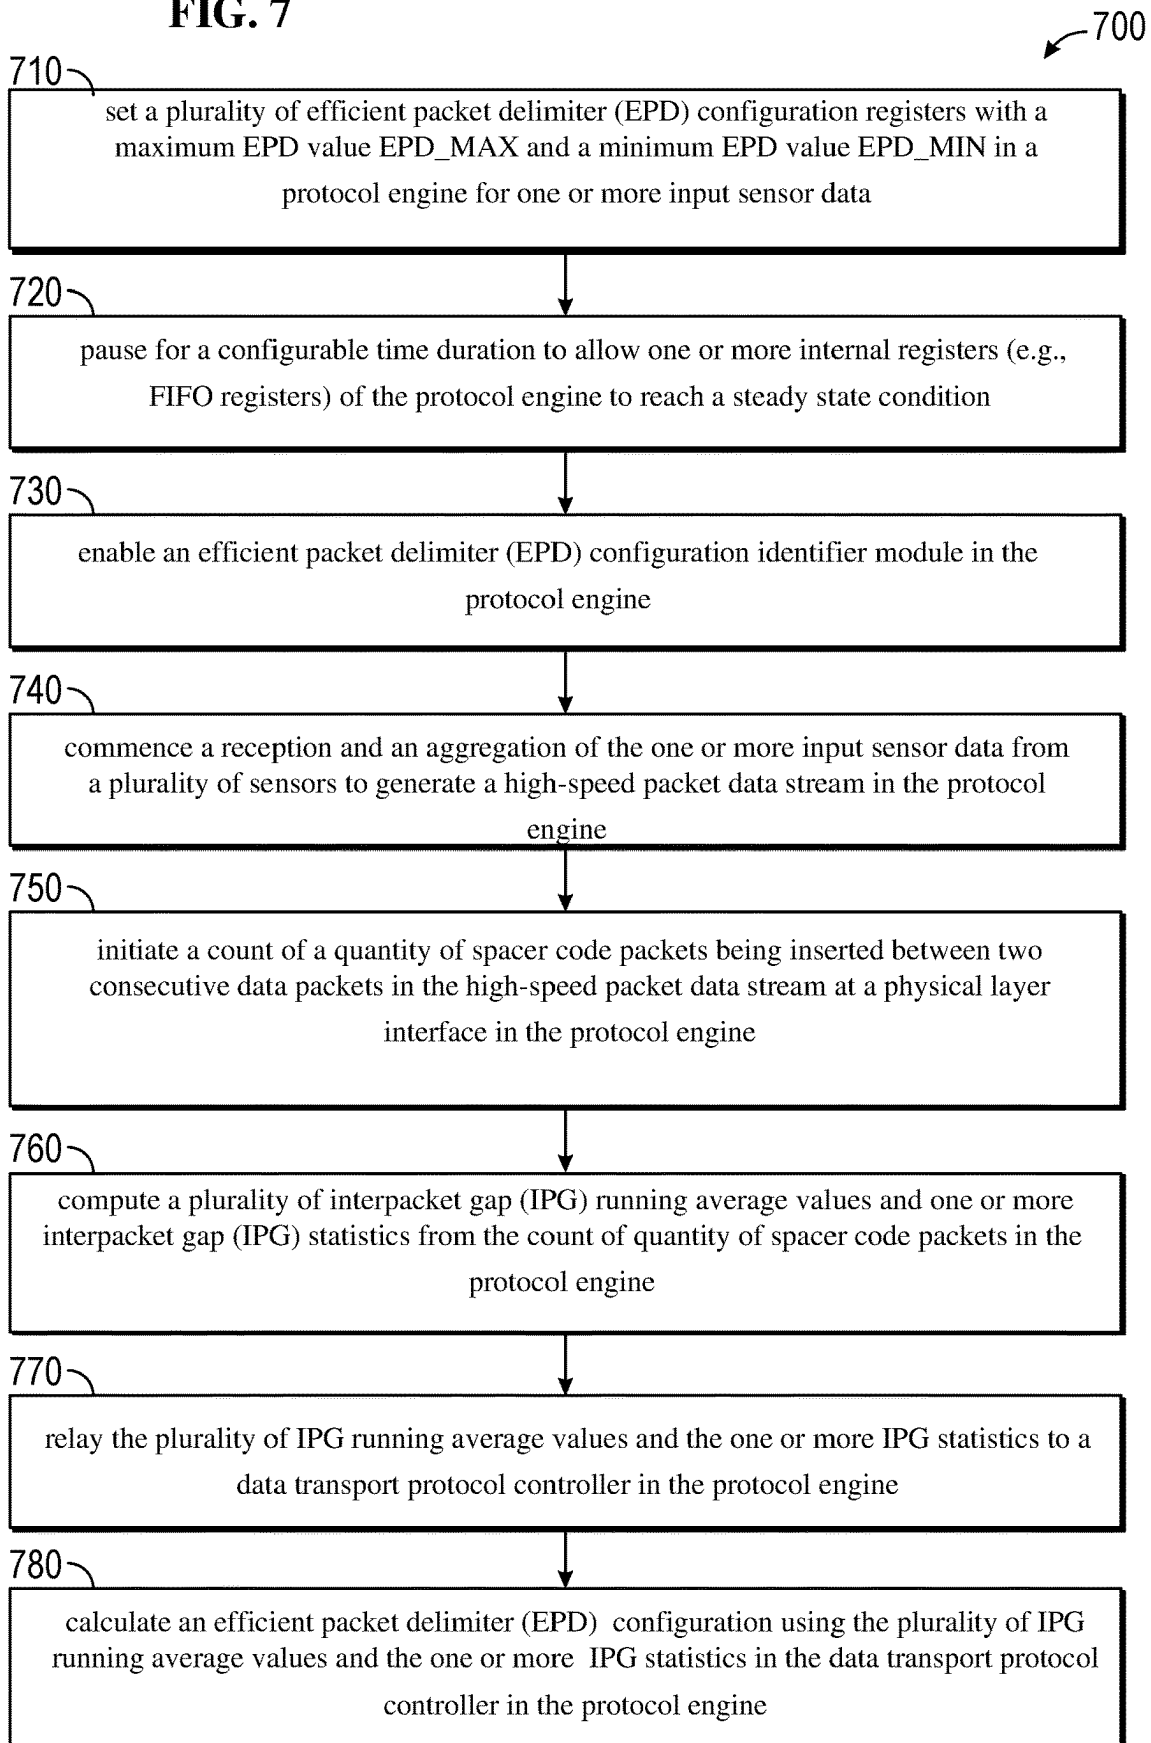 FIG. 7
700
710
set a plurality of efficient packet delimiter (EPD) configuration registers with a
maximum EPD value EPD_MAX and a minimum EPD value EPD_MIN in a
protocol engine for one or more input sensor data
720
pause for a configurable time duration to allow one or more internal registers (e.g.,
FIFO registers) of the protocol engine to reach a steady state condition
730
enable an efficient packet delimiter (EPD) configuration identifier module in the
protocol engine
740
commence a reception and an aggregation of the one or more input sensor data from
a plurality of sensors to generate a high-speed packet data stream in the protocol
engine
750
initiate a count of a quantity of spacer code packets being inserted between two
consecutive data packets in the high-speed packet data stream at a physical layer
interface in the protocol engine
760
compute a plurality of interpacket gap (IPG) running average values and one or more
interpacket gap (IPG) statistics from the count of quantity of spacer code packets in the
protocol engine
770
relay the plurality of IPG running average values and the one or more IPG statistics to a
data transport protocol controller in the protocol engine
780
calculate an efficient packet delimiter (EPD) configuration using the plurality of IPG
running average values and the one or more IPG statistics in the data transport protocol
controller in the protocol engine